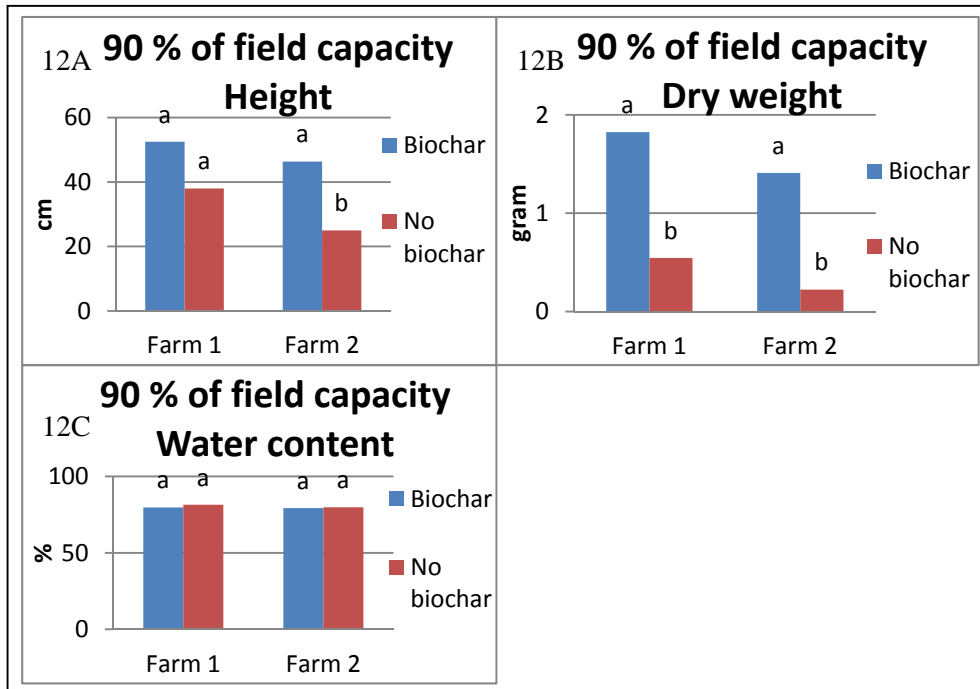 12A
90 % of field capacity
Height
a
a
a
b
60
40
20
0
cm
Farm 1
Farm 2
Biochar
No
biochar
12B
90 % of field capacity
Dry weight
a
b
a
b
2
1
0
gram
Farm 1
Farm 2
Biochar
No
biochar
12C
90 % of field capacity
Water content
a
a
a
a
100
50
0
%
Farm 1
Farm 2
Biochar
No
biochar